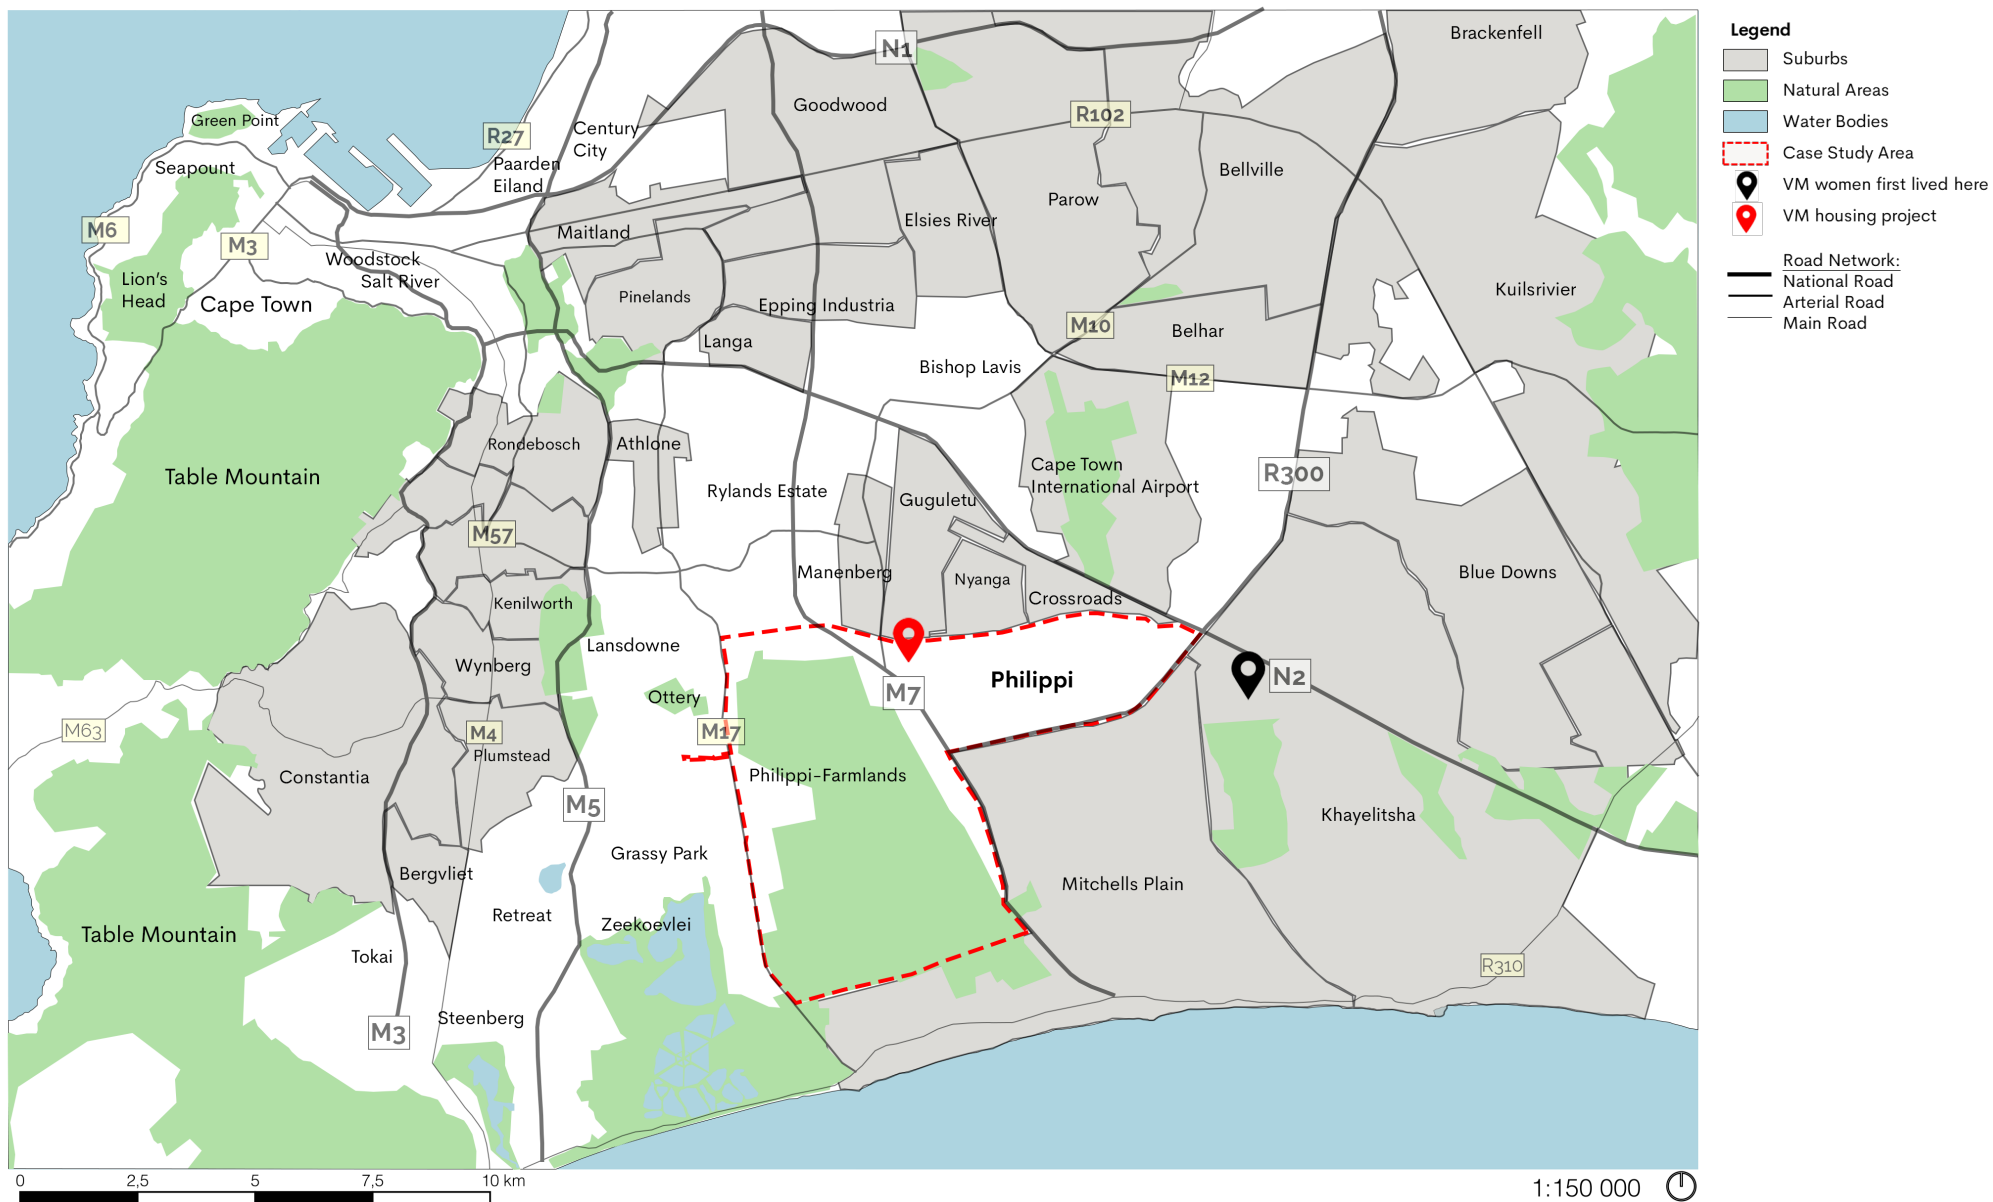 Brackenfell
N1
Goodwood
R102
Green Point
R27
Century
City
Paarden
Eiland
Seapount
Bellville
Parow
M6
M3
Maitland
Elsies River
Woodstock
Salt River
Lion's
Head
Cape Town
Pinelands
Epping Industria
Kuilsrivier
M10
Belhar
Langa
Bishop Lavis
M12
Rondebosch
Athlone
Table Mountain
Rylands Estate
Guguletu
Cape Town
International Airport
R300
M57
Manenberg
Nyanga
Crossroads
Blue Downs
Kenilworth
Lansdowne
Wynberg
Ottery
M7
Philippi
N2
M63
M4
M17
Plumstead
Constantia
Philippi-Farmlands
M5
Khayelitsha
Grassy Park
Bergvliet
Mitchells Plain
Retreat
Zeekoevlei
Table Mountain
Tokai
R310
Steenberg
M3
Legend
Suburbs
Natural Areas
Water Bodies
Case Study Area
VM women first lived here
VM housing project
Road Network:
National Road
Arterial Road
Main Road
0 2,5 5 7,5 10 km
1:150 000